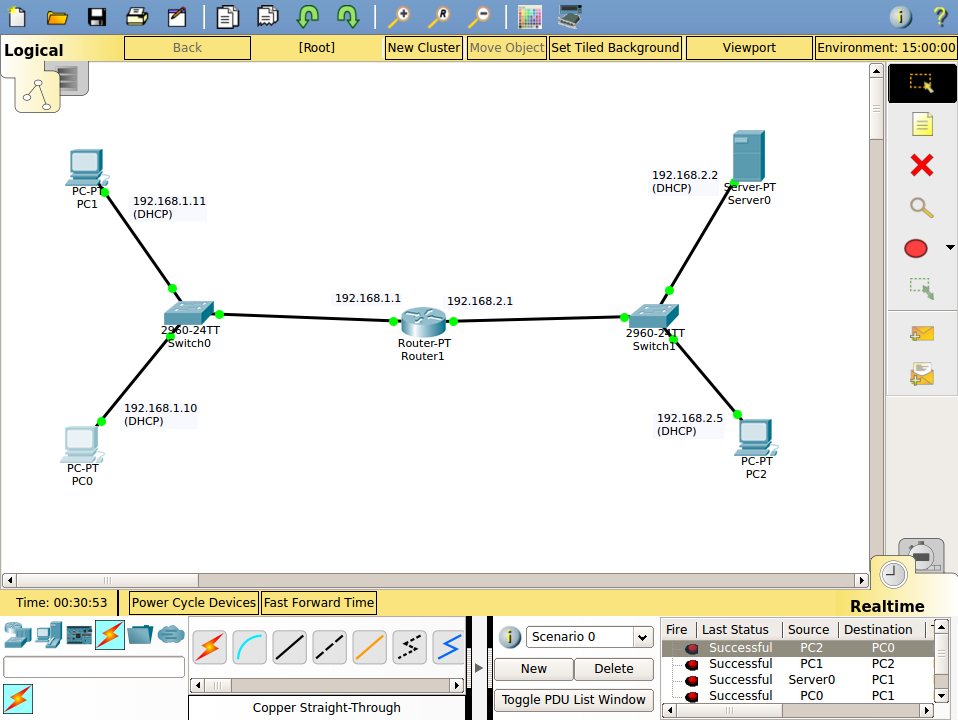 Logical
Back
[Root]
New Cluster
Move Object
Set Tiled Background
Viewport
Environment: 15:00:00
PC-PT
PC1
192.168.1.11
(DHCP)
192.168.2.2
(DHCP)
Server-PT
Server0
2960-24TT
Switch0
192.168.1.1
192.168.2.1
Router-PT
Router1
2960-24TT
Switch1
192.168.1.10
(DHCP)
PC-PT
PC0
192.168.2.5
(DHCP)
PC-PT
PC2
Time: 00:30:53
Power Cycle Devices
Fast Forward Time
Realtime
Scenario 0
New
Delete
Toggle PDU List Window
Copper Straight-Through
Fire Last Status Source Destination
Successful PC2 PC0
Successful PC1 PC2
Successful Server0 PC1
Successful PC0 PC1